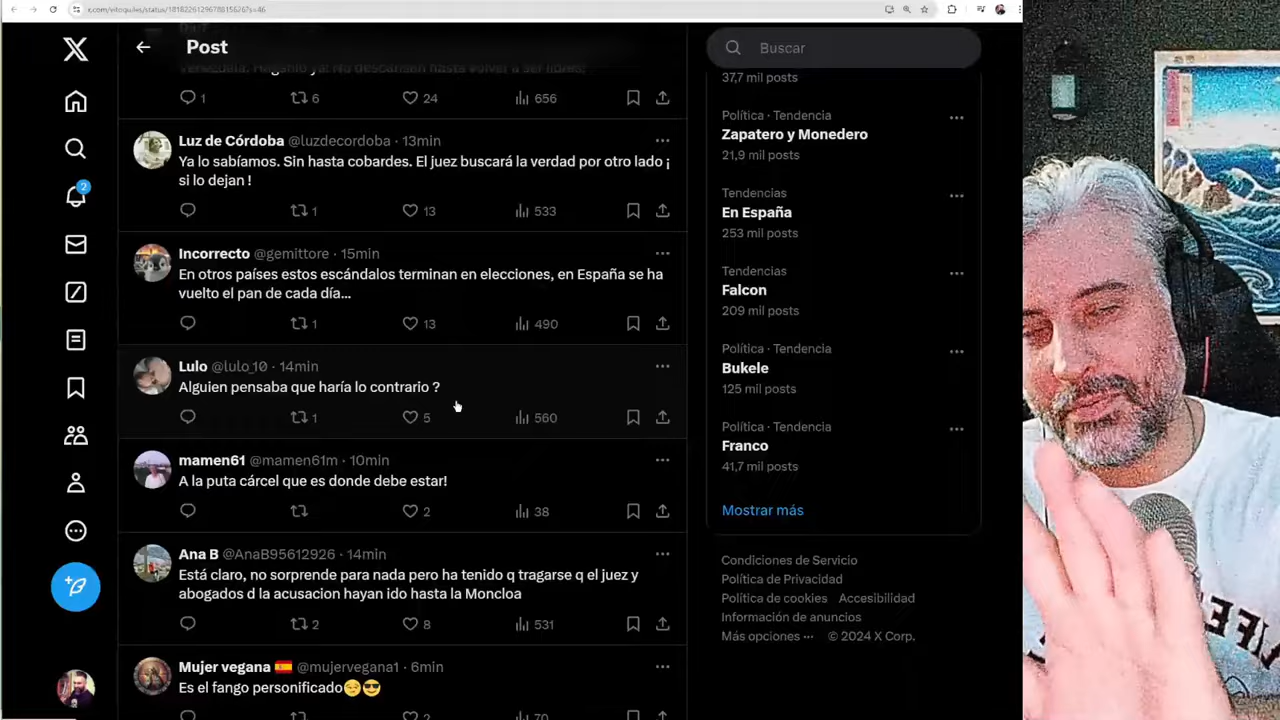 x.com/eitoquiles/status/1818226129678815626?s=46
Post
Buscar
Venezuela. Háganlo ya! No descansen hasta volver a ser libres.
1 6 24 656
37,7 mil posts
Luz de Córdoba @luzdecordoba · 13min
Ya lo sabíamos. Sin hasta cobardes. El juez buscará la verdad por otro lado ¡
si lo dejan !
1 13 533
Política · Tendencia
Zapatero y Monedero
21,9 mil posts
2
Incorrecto @gemittore · 15min
En otros países estos escándalos terminan en elecciones, en España se ha
vuelto el pan de cada día...
1 13 490
Tendencias
En España
253 mil posts
Tendencias
Falcon
209 mil posts
Lulo @lulo_10 · 14min
Alguien pensaba que haría lo contrario ?
1 5 560
Política · Tendencia
Bukele
125 mil posts
mamen61 @mamen61m · 10min
A la puta cárcel que es donde debe estar!
2 38
Política · Tendencia
Franco
41,7 mil posts
Mostrar más
Ana B @AnaB95612926 · 14min
Está claro, no sorprende para nada pero ha tenido q tragarse q el juez y
abogados d la acusacion hayan ido hasta la Moncloa
2 8 531
Condiciones de Servicio
Política de Privacidad
Política de cookies Accesibilidad
Información de anuncios
Más opciones ··· © 2024 X Corp.
Mujer vegana 🇪🇸 @mujervegana1 · 6min
Es el fango personificado😏😎
2 70